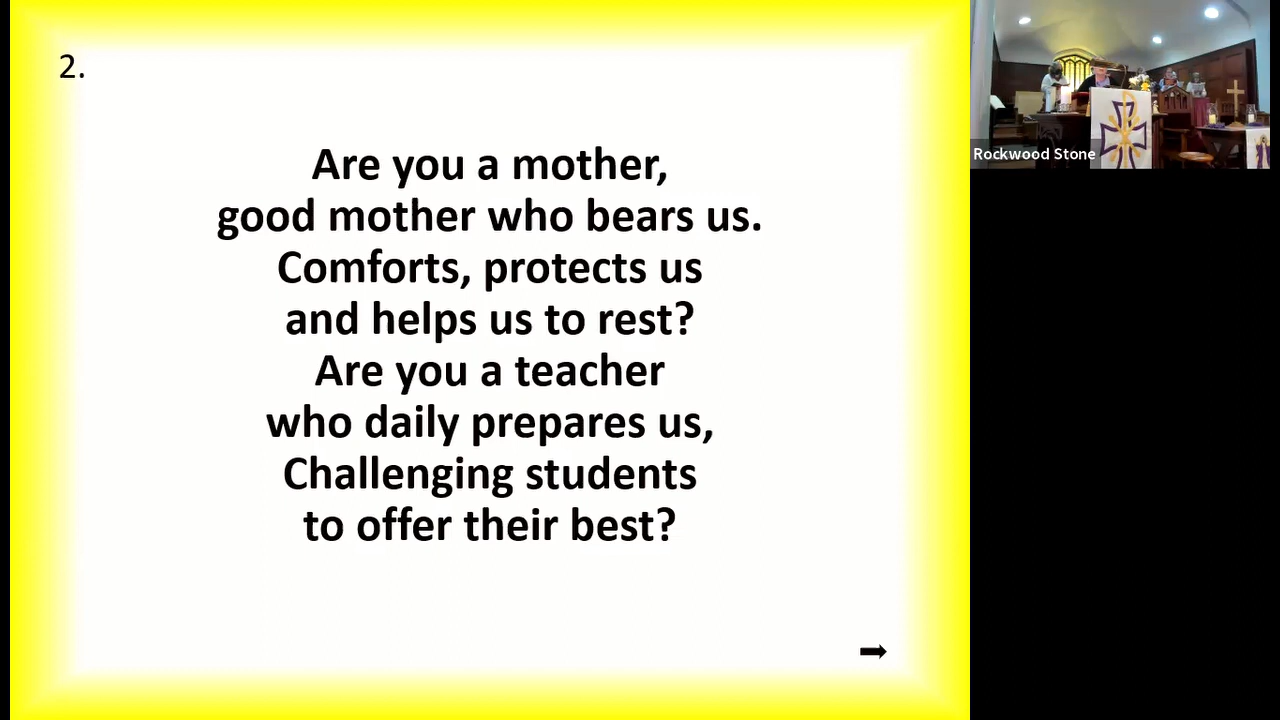 2.
Are you a mother,
good mother who bears us.
Comforts, protects us
and helps us to rest?
Are you a teacher
who daily prepares us,
Challenging students
to offer their best?
Rockwood Stone